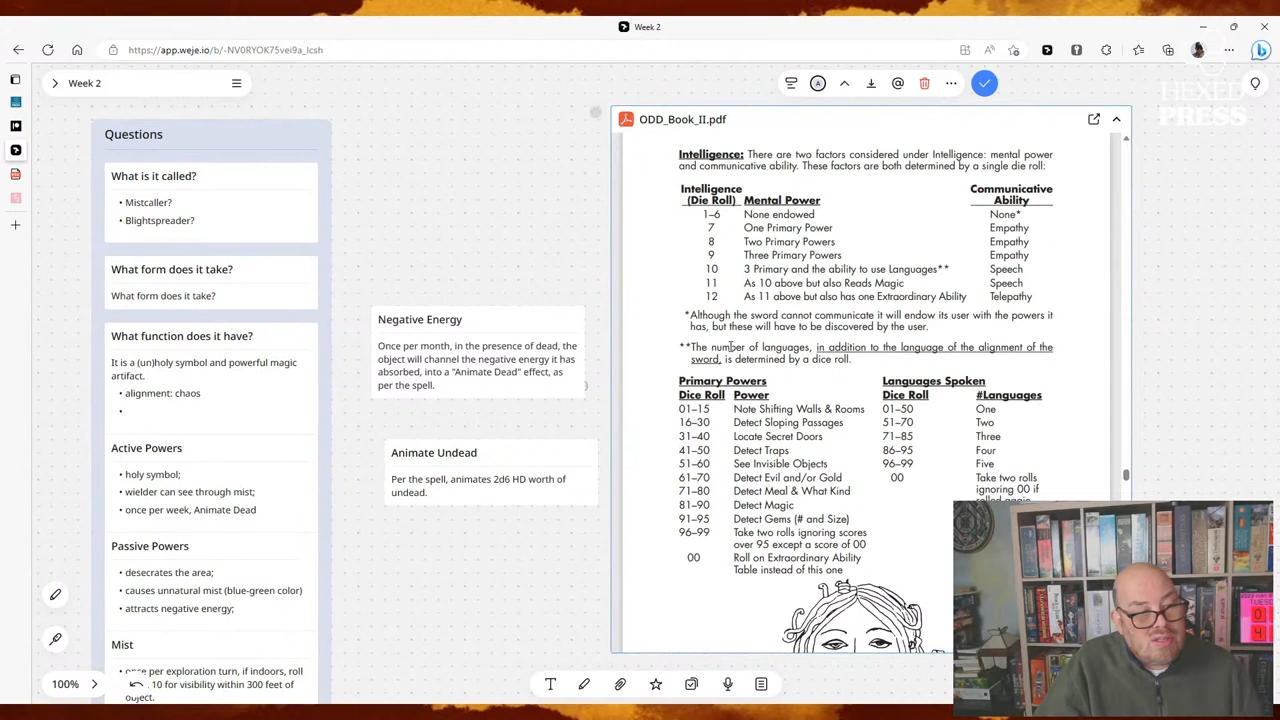 Week 2
https://app.weje.io/b/-NV0RYOK75vei9a_lcsh
Week 2
HEXED
PRESS
Questions
What is it called?
• Mistcaller?
• Blightspreader?
What form does it take?
What form does it take?
What function does it have?
It is a (un)holy symbol and powerful magic
artifact.
• alignment: chaos
•
Active Powers
• holy symbol;
• wielder can see through mist;
• once per week, Animate Dead
Passive Powers
• desecrates the area;
• causes unnatural mist (blue-green color)
• attracts negative energy;
Mist
• once per exploration turn, if indoors, roll
10 for visibility within 300 feet of
object.
100%
Negative Energy
Once per month, in the presence of dead, the
object will channel the negative energy it has
absorbed, into a "Animate Dead" effect, as
per the spell.
Animate Undead
Per the spell, animates 2d6 HD worth of
undead.
ODD_Book_II.pdf
Intelligence: There are two factors considered under Intelligence: mental power
and communicative ability. These factors are both determined by a single die roll:
Intelligence Communicative
(Die Roll) Mental Power Ability
1–6 None endowed None*
7 One Primary Power Empathy
8 Two Primary Powers Empathy
9 Three Primary Powers Empathy
10 3 Primary and the ability to use Languages** Speech
11 As 10 above but also Reads Magic Speech
12 As 11 above but also has one Extraordinary Ability Telepathy
*Although the sword cannot communicate it will endow its user with the powers it
has, but these will have to be discovered by the user.
**The number of languages, in addition to the language of the alignment of the
sword, is determined by a dice roll.
Primary Powers Languages Spoken
Dice Roll Power Dice Roll #Languages
01–15 Note Shifting Walls & Rooms 01–50 One
16–30 Detect Sloping Passages 51–70 Two
31–40 Locate Secret Doors 71–85 Three
41–50 Detect Traps 86–95 Four
51–60 See Invisible Objects 96–99 Five
61–70 Detect Evil and/or Gold 00 Take two rolls
71–80 Detect Meal & What Kind ignoring 00 if
81–90 Detect Magic
91–95 Detect Gems (# and Size)
96–99 Take two rolls ignoring scores
over 95 except a score of 00
00 Roll on Extraordinary Ability
Table instead of this one